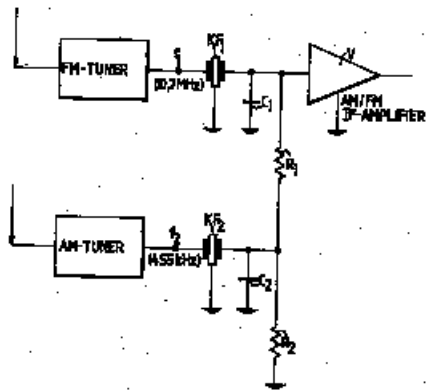 FM-TUNER
f₁
(10,7MHz)
KF₁
C₁
V
AM/FM
IF-AMPLIFIER
R₁
AM-TUNER
f₂
(455kHz)
KF₂
C₂
R₂